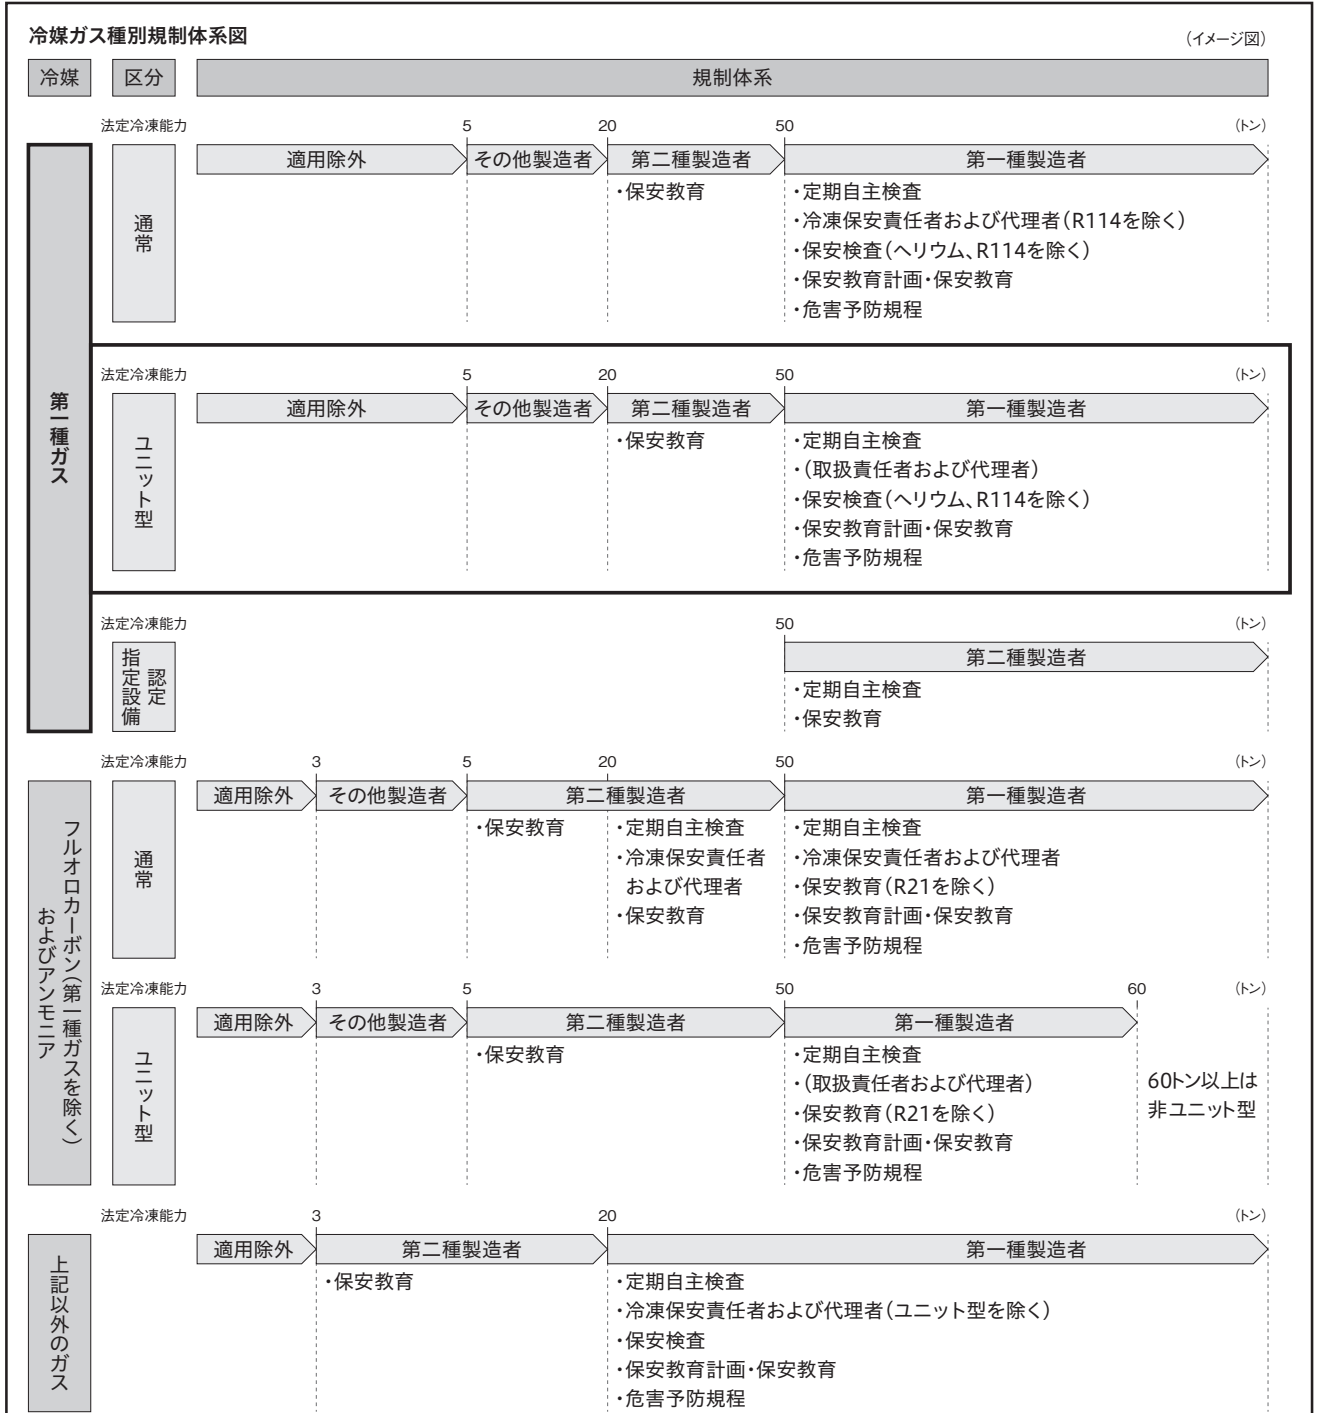 冷媒ガス種別規制体系図
(イメージ図)
冷媒 区分 規制体系
法定冷凍能力 5 20 50 (トン)
第一種ガス
通常
適用除外 その他製造者 第二種製造者 第一種製造者
・保安教育
・定期自主検査
・冷凍保安責任者および代理者(R114を除く)
・保安検査(ヘリウム、R114を除く)
・保安教育計画・保安教育
・危害予防規程
法定冷凍能力 5 20 50 (トン)
ユニット型
適用除外 その他製造者 第二種製造者 第一種製造者
・保安教育
・定期自主検査
・(取扱責任者および代理者)
・保安検査(ヘリウム、R114を除く)
・保安教育計画・保安教育
・危害予防規程
法定冷凍能力 50 (トン)
認定
指定設備
第二種製造者
・定期自主検査
・保安教育
法定冷凍能力 3 5 20 50 (トン)
フルオロカーボン(第一種ガスを除く)
およびアンモニア
通常
適用除外 その他製造者 第二種製造者 第一種製造者
・保安教育
・定期自主検査
・冷凍保安責任者
および代理者
・保安教育
・定期自主検査
・冷凍保安責任者および代理者
・保安教育(R21を除く)
・保安教育計画・保安教育
・危害予防規程
法定冷凍能力 3 5 50 60 (トン)
ユニット型
適用除外 その他製造者 第二種製造者 第一種製造者
・保安教育
・定期自主検査
・(取扱責任者および代理者)
・保安教育(R21を除く)
・保安教育計画・保安教育
・危害予防規程
60トン以上は
非ユニット型
法定冷凍能力 3 20 (トン)
上記以外のガス
適用除外 第二種製造者 第一種製造者
・保安教育
・定期自主検査
・冷凍保安責任者および代理者(ユニット型を除く)
・保安検査
・保安教育計画・保安教育
・危害予防規程